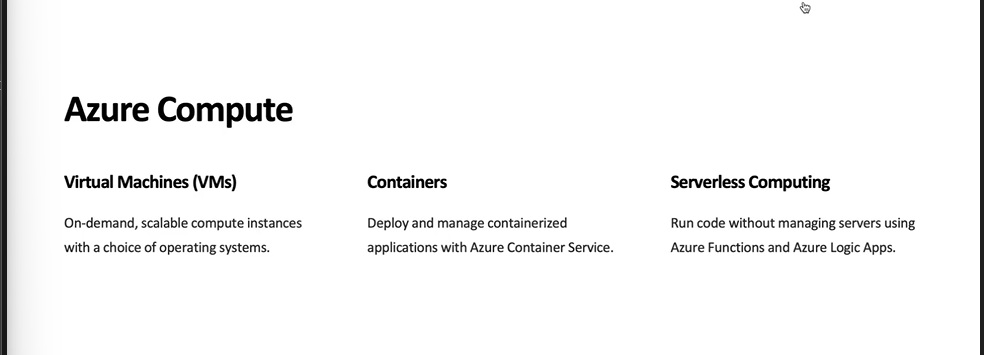 Azure Compute
Virtual Machines (VMs)
On-demand, scalable compute instances
with a choice of operating systems.
Containers
Deploy and manage containerized
applications with Azure Container Service.
Serverless Computing
Run code without managing servers using
Azure Functions and Azure Logic Apps.